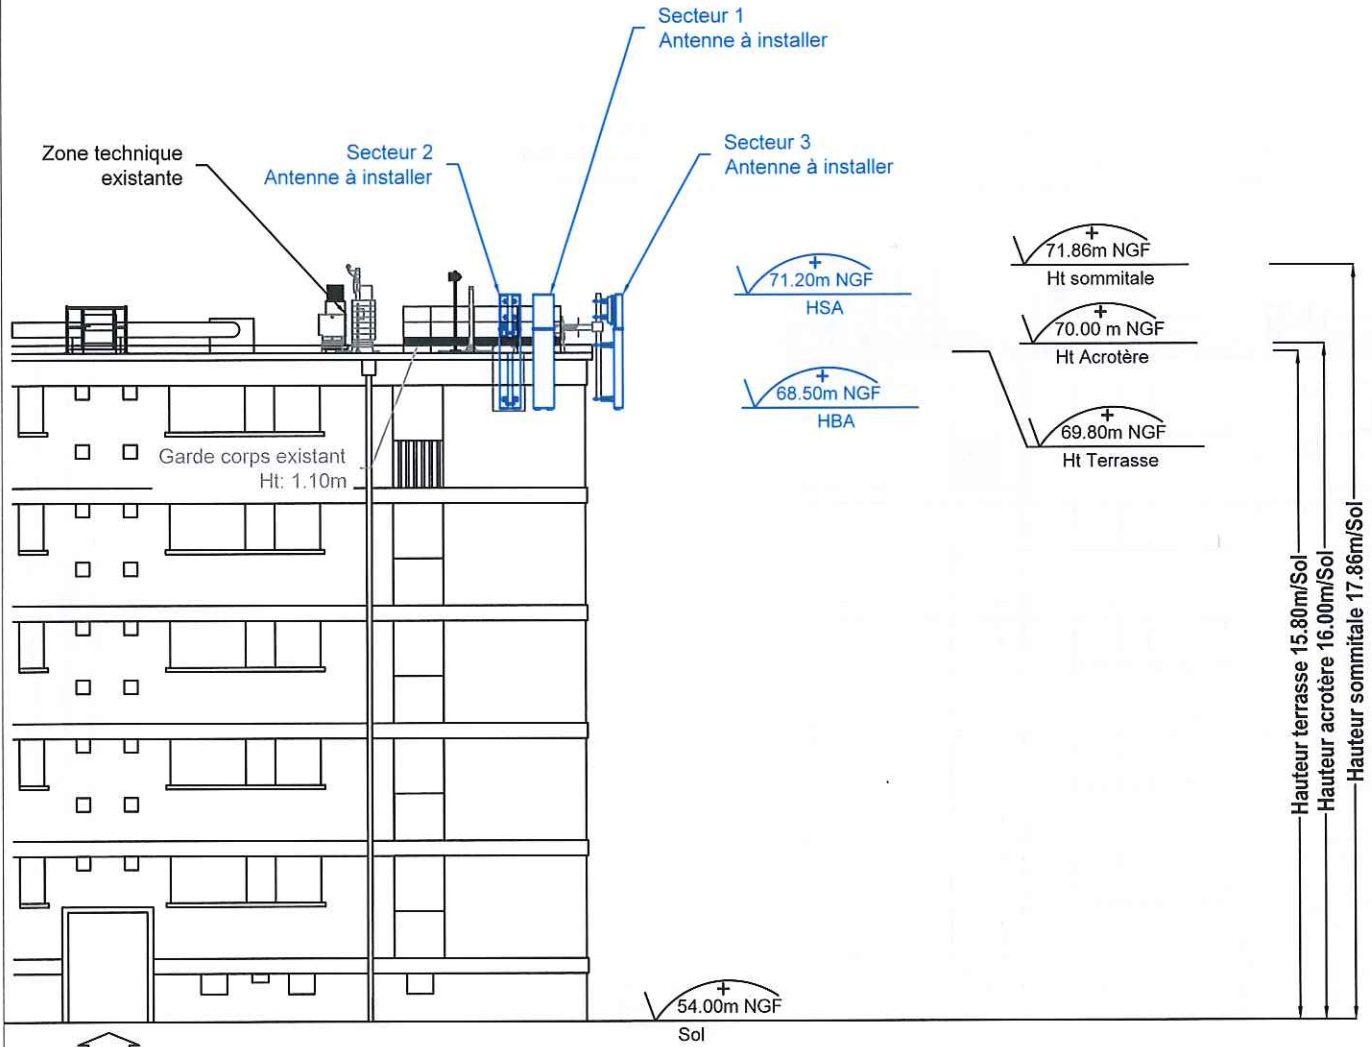 Secteur 1
Antenne à installer
Zone technique
existante
Secteur 2
Antenne à installer
Secteur 3
Antenne à installer
71.20m NGF
HSA
71.86m NGF
Ht sommitale
70.00 m NGF
Ht Acrotère
68.50m NGF
HBA
69.80m NGF
Ht Terrasse
Garde corps existant
Ht: 1.10m
Hauteur terrasse 15.80m/Sol
Hauteur acrotère 16.00m/Sol
Hauteur sommitale 17.86m/Sol
54.00m NGF
Sol